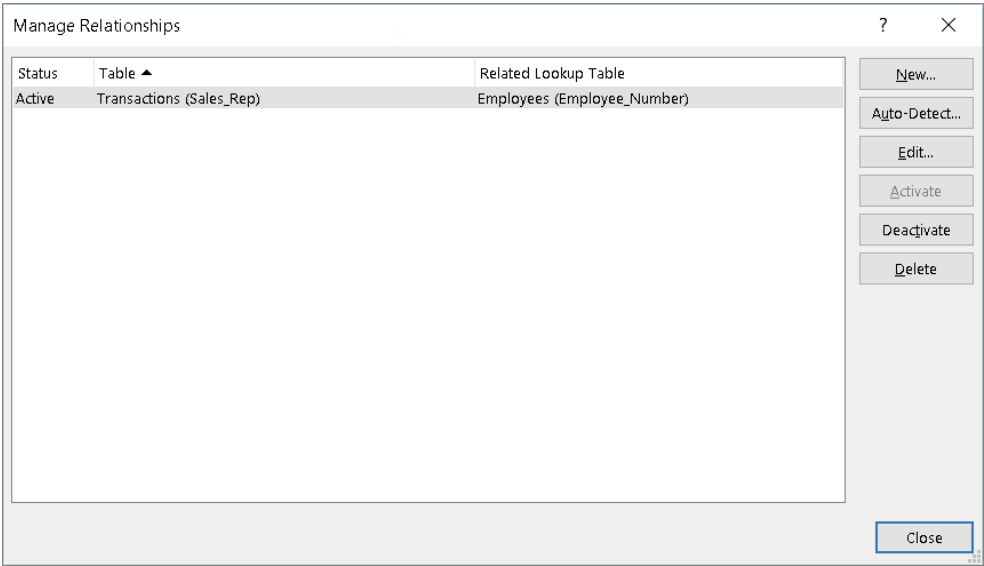 Manage Relationships
?
Status Table Related Lookup Table
Active Transactions (Sales_Rep) Employees (Employee_Number)
New...
Auto-Detect...
Edit...
Activate
Deactivate
Delete
Close